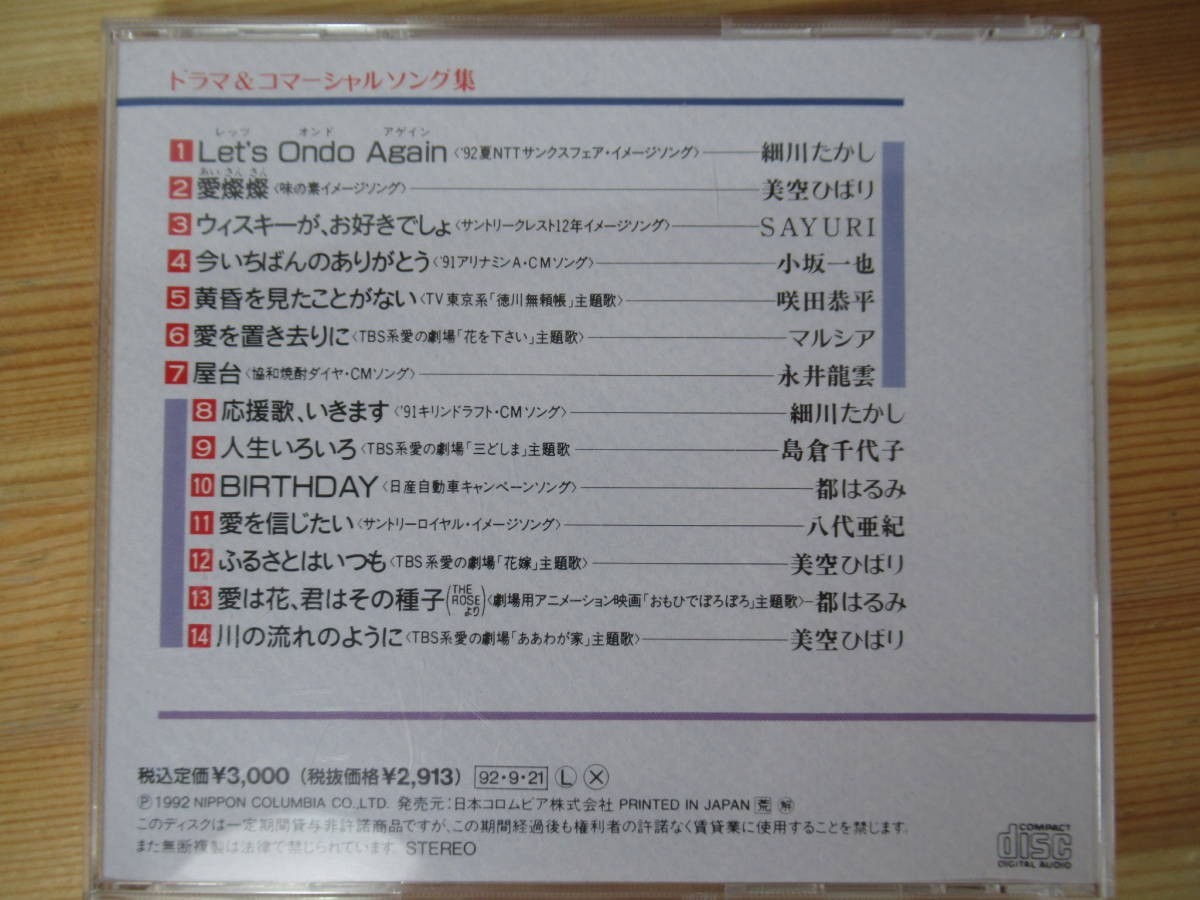 ドラマ&コマーシャルソング集
レッツ オンド アゲイン
1 Let's Ondo Again〈'92夏NTTサンクスフェア・イメージソング〉 細川たかし
あい さん さん
2 愛燦燦〈味の素イメージソング〉 美空ひばり
3 ウィスキーが、お好きでしょ〈サントリークレスト12年イメージソング〉 SAYURI
4 今いちばんのありがとう〈'91アリナミンA・CMソング〉 小坂一也
5 黄昏を見たことがない〈TV東京系「徳川無頼帳」主題歌〉 咲田恭平
6 愛を置き去りに〈TBS系愛の劇場「花を下さい」主題歌〉 マルシア
7 屋台〈協和焼酎ダイヤ・CMソング〉 永井龍雲
8 応援歌、いきます〈'91キリンドラフト・CMソング〉 細川たかし
9 人生いろいろ〈TBS系愛の劇場「三どしま」主題歌 島倉千代子
10 BIRTHDAY〈日産自動車キャンペーンソング〉 都はるみ
11 愛を信じたい〈サントリーロイヤル・イメージソング〉 八代亜紀
12 ふるさとはいつも〈TBS系愛の劇場「花嫁」主題歌〉 美空ひばり
13 愛は花、君はその種子(THE ROSEより)〈劇場用アニメーション映画「おもひでぽろぽろ」主題歌〉 都はるみ
14 川の流れのように〈TBS系愛の劇場「ああわが家」主題歌〉 美空ひばり
税込定価¥3,000(税抜価格¥2,913) 92・9・21 Ⓛ Ⓧ
Ⓟ1992 NIPPON COLUMBIA CO.,LTD. 発売元:日本コロムビア株式会社 PRINTED IN JAPAN 荒 解
このディスクは一定期間貸与非許諾商品ですが、この期間経過後も権利者の許諾なく賃貸業に使用することを禁じます。
また無断複製は法律で禁じられています。 STEREO
COMPACT
disc
DIGITAL AUDIO